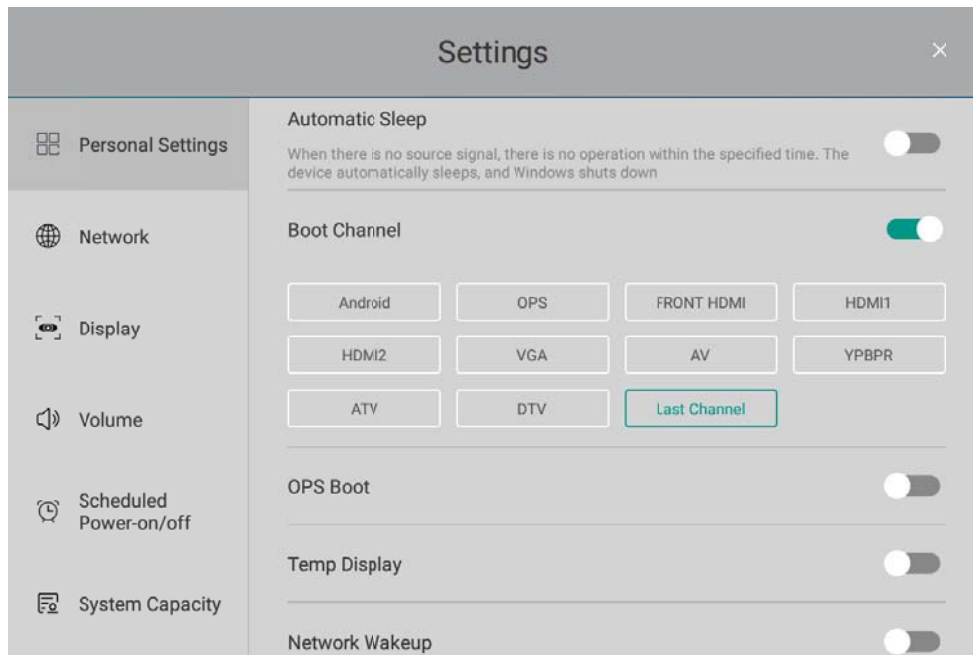 Settings
Personal Settings
Network
Display
Volume
Scheduled
Power-on/off
System Capacity
Automatic Sleep
When there is no source signal, there is no operation within the specified time. The
device automatically sleeps, and Windows shuts down
Boot Channel
Android
OPS
FRONT HDMI
HDMI1
HDMI2
VGA
AV
YPBPR
ATV
DTV
Last Channel
OPS Boot
Temp Display
Network Wakeup